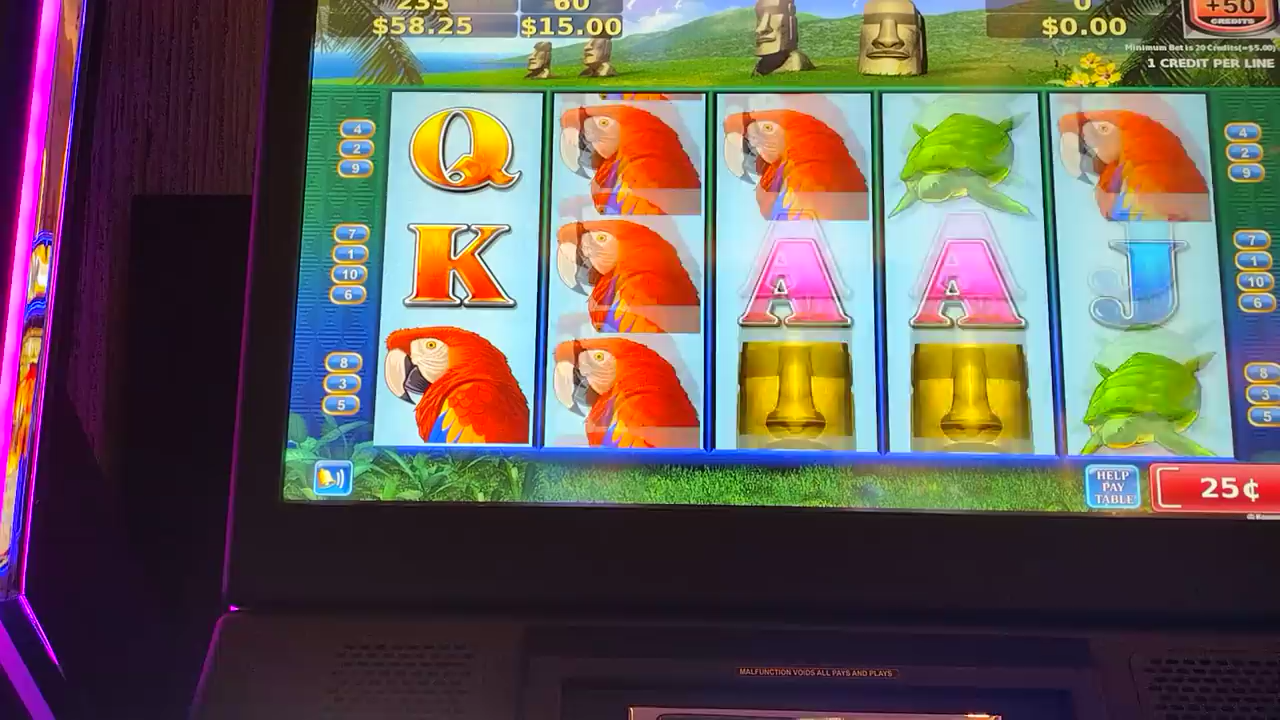 233 60 0 +50
$58.25 $15.00 $0.00 CREDITS
Minimum Bet is 20 Credits(=$5.00)
1 CREDIT PER LINE
4 4
2 2
9 9
Q
7 7
1 1
10 10
6 6
K A A J
8 8
3 3
5 5
HELP
PAY
TABLE
25¢
MALFUNCTION VOIDS ALL PAYS AND PLAYS